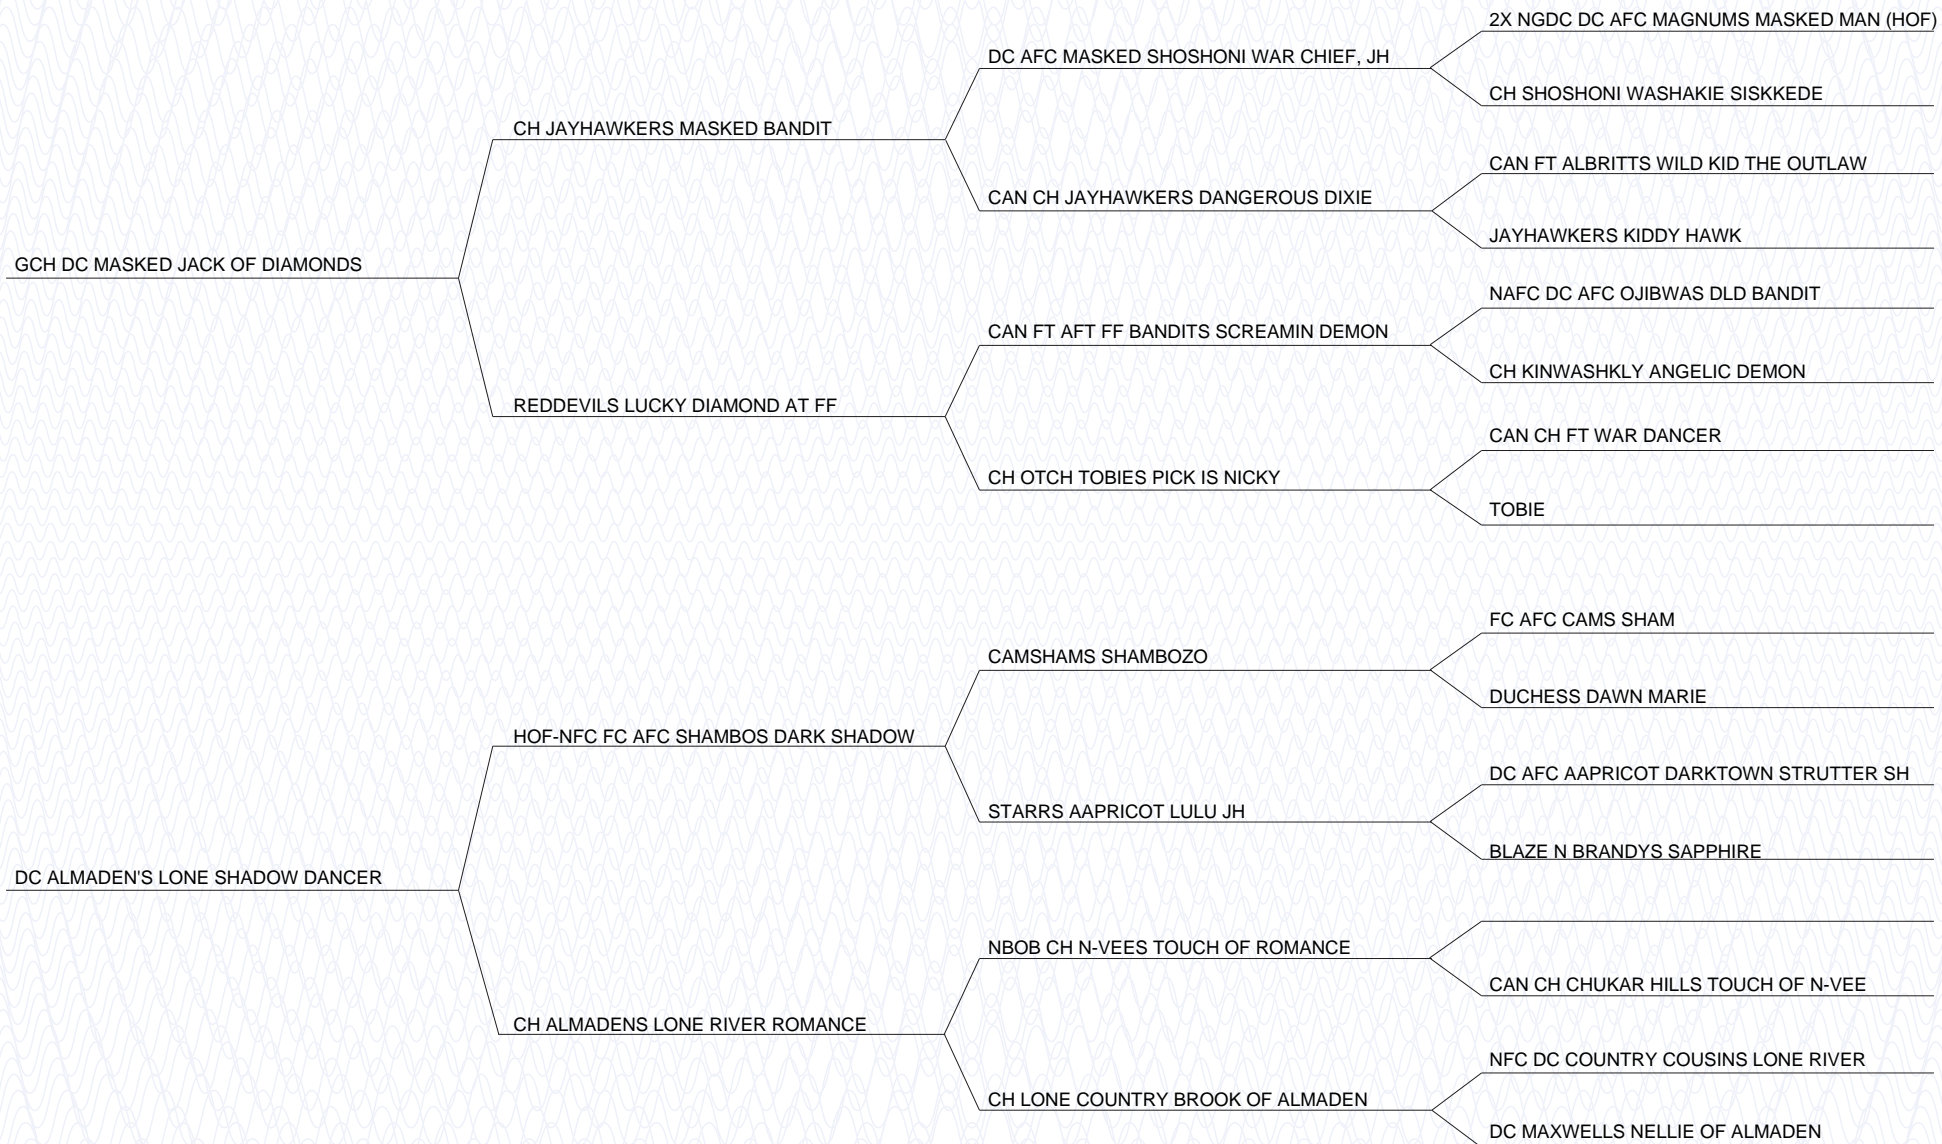 2X NGDC DC AFC MAGNUMS MASKED MAN (HOF)
DC AFC MASKED SHOSHONI WAR CHIEF, JH
CH SHOSHONI WASHAKIE SISKKEDE
CH JAYHAWKERS MASKED BANDIT
CAN FT ALBRITTS WILD KID THE OUTLAW
CAN CH JAYHAWKERS DANGEROUS DIXIE
JAYHAWKERS KIDDY HAWK
GCH DC MASKED JACK OF DIAMONDS
NAFC DC AFC OJIBWAS DLD BANDIT
CAN FT AFT FF BANDITS SCREAMIN DEMON
CH KINWASHKLY ANGELIC DEMON
REDDEVILS LUCKY DIAMOND AT FF
CAN CH FT WAR DANCER
CH OTCH TOBIES PICK IS NICKY
TOBIE
FC AFC CAMS SHAM
CAMSHAMS SHAMBOZO
DUCHESS DAWN MARIE
HOF-NFC FC AFC SHAMBOS DARK SHADOW
DC AFC AAPRICOT DARKTOWN STRUTTER SH
STARRS AAPRICOT LULU JH
BLAZE N BRANDYS SAPPHIRE
DC ALMADEN'S LONE SHADOW DANCER
NBOB CH N-VEES TOUCH OF ROMANCE
CAN CH CHUKAR HILLS TOUCH OF N-VEE
CH ALMADENS LONE RIVER ROMANCE
NFC DC COUNTRY COUSINS LONE RIVER
CH LONE COUNTRY BROOK OF ALMADEN
DC MAXWELLS NELLIE OF ALMADEN